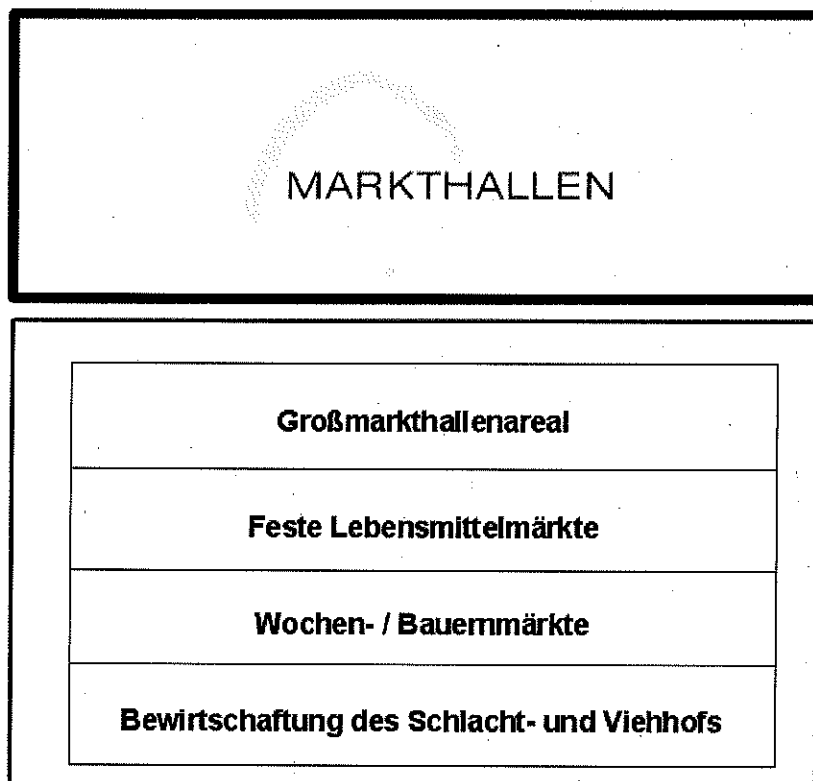 MARKTHALLEN
Großmarkthallenareal
Feste Lebensmittelmärkte
Wochen- / Bauernmärkte
Bewirtschaftung des Schlacht- und Viehhofs